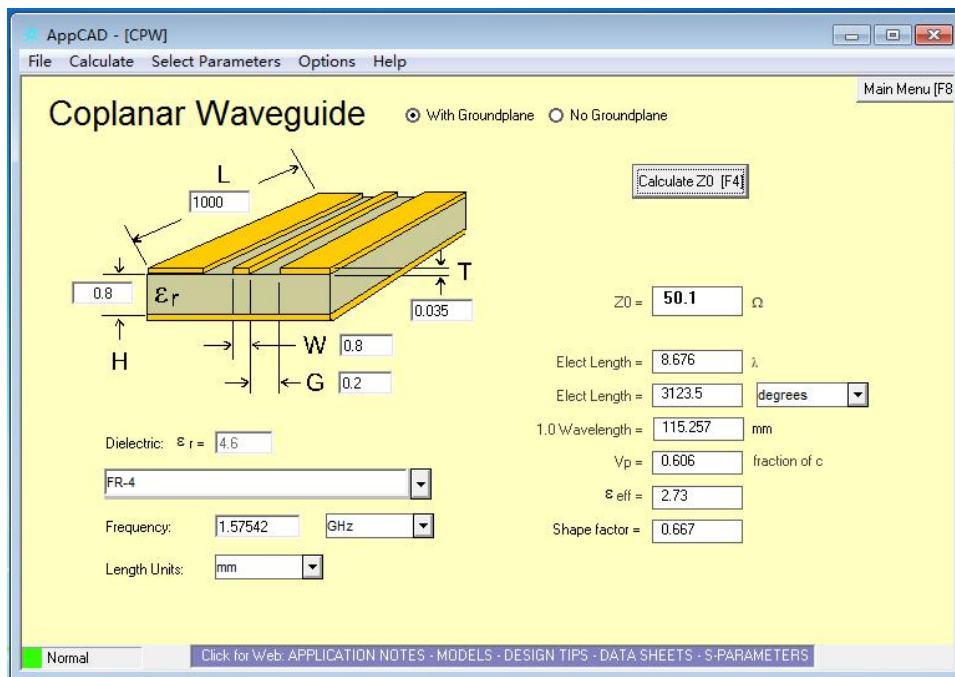 AppCAD - [CPW]
File Calculate Select Parameters Options Help
Main Menu [F8
Coplanar Waveguide
With Groundplane No Groundplane
Calculate Z0 [F4]
L
1000
0.8
εr
T
0.035
H
W 0.8
G 0.2
Z0 = 50.1 Ω
Elect Length = 8.676 λ
Elect Length = 3123.5 degrees
1.0 Wavelength = 115.257 mm
Vp = 0.606 fraction of c
ε eff = 2.73
Shape factor = 0.667
Dielectric: ε r = 4.6
FR-4
Frequency: 1.57542 GHz
Length Units: mm
Normal
Click for Web: APPLICATION NOTES - MODELS - DESIGN TIPS - DATA SHEETS - S-PARAMETERS